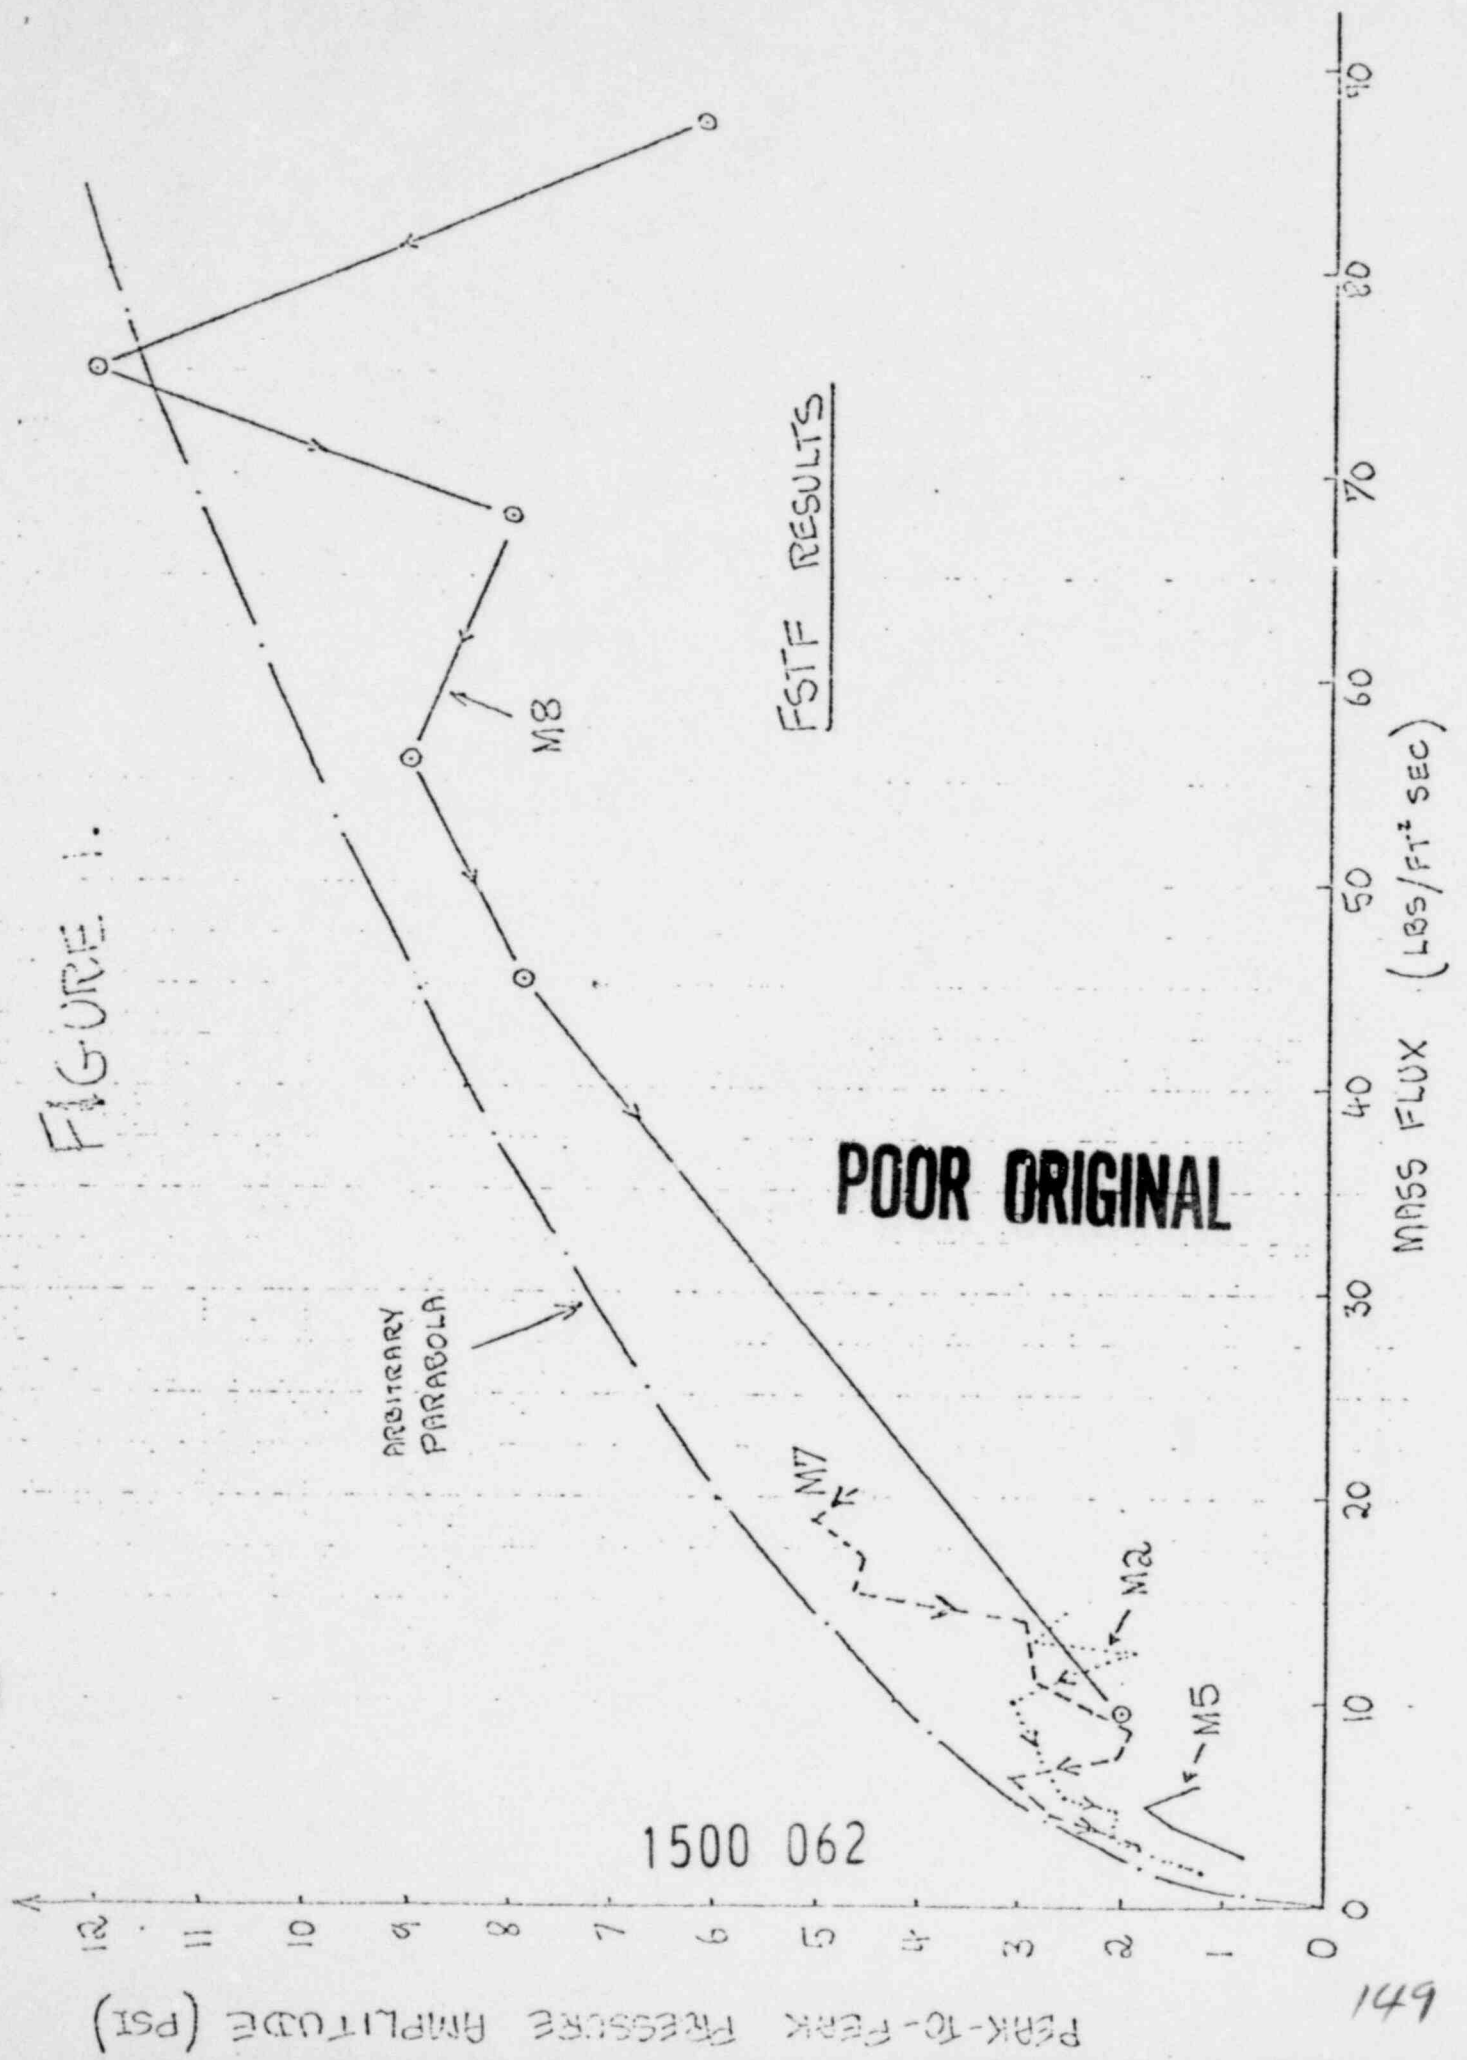 FIGURE 1.
PEAK-TO-PEAK PRESSURE AMPLITUDE (PSI)
12
11
10
9
8
7
6
5
4
3
2
1
0
0
10
20
30
40
50
60
70
80
90
MASS FLUX (LBS/FT² SEC)
ARBITRARY
PARABOLA
M8
M7
M2
M5
FSTF RESULTS
POOR ORIGINAL
1500 062
149